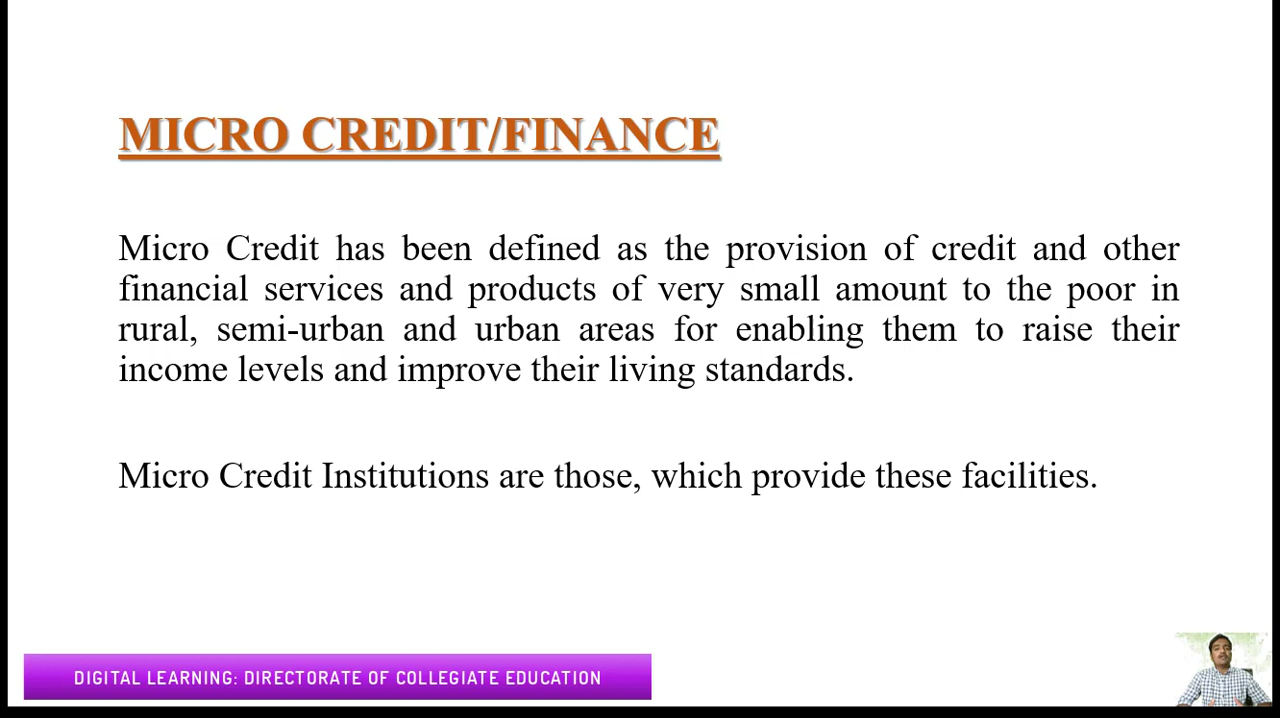 MICRO CREDIT/FINANCE
Micro Credit has been defined as the provision of credit and other
financial services and products of very small amount to the poor in
rural, semi-urban and urban areas for enabling them to raise their
income levels and improve their living standards.
Micro Credit Institutions are those, which provide these facilities.
DIGITAL LEARNING: DIRECTORATE OF COLLEGIATE EDUCATION